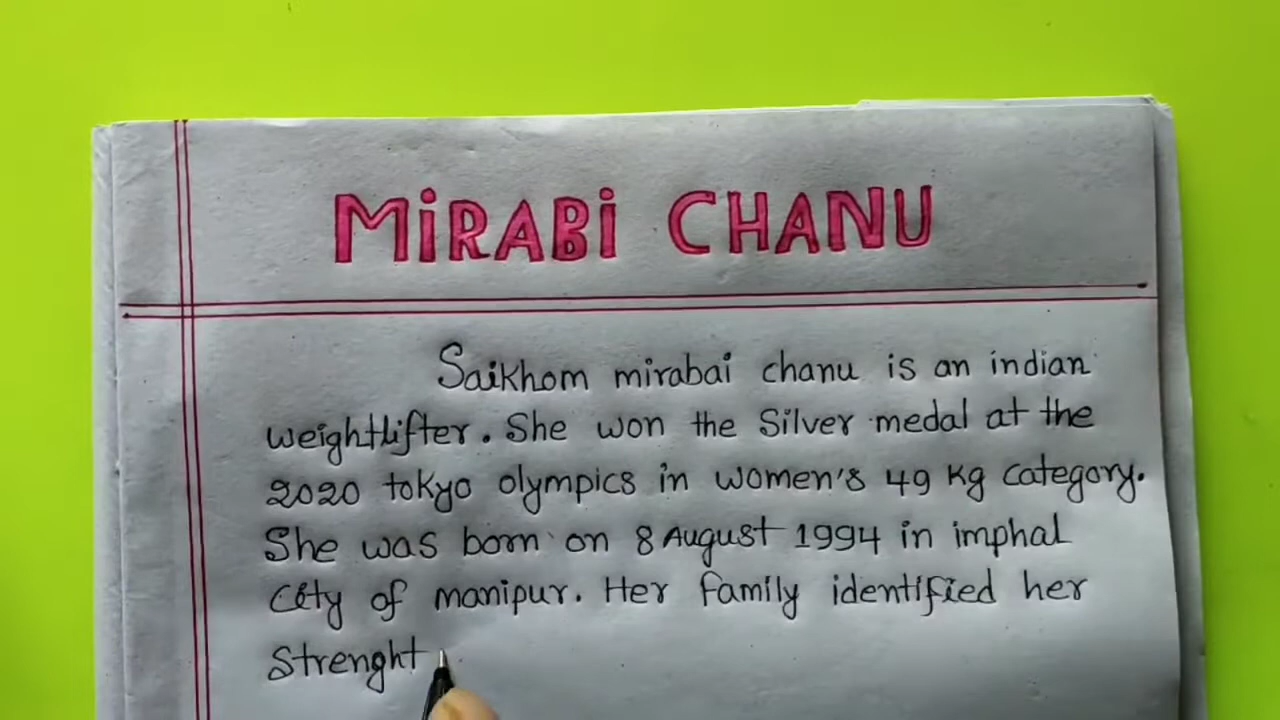 MiRABi CHANU
Saikhom mirabai chanu is an indian
weightlifter. She won the Silver medal at the
2020 tokyo olympics in women's 49 kg category.
She was born on 8 August 1994 in imphal
city of manipur. Her family identified her
Strenght